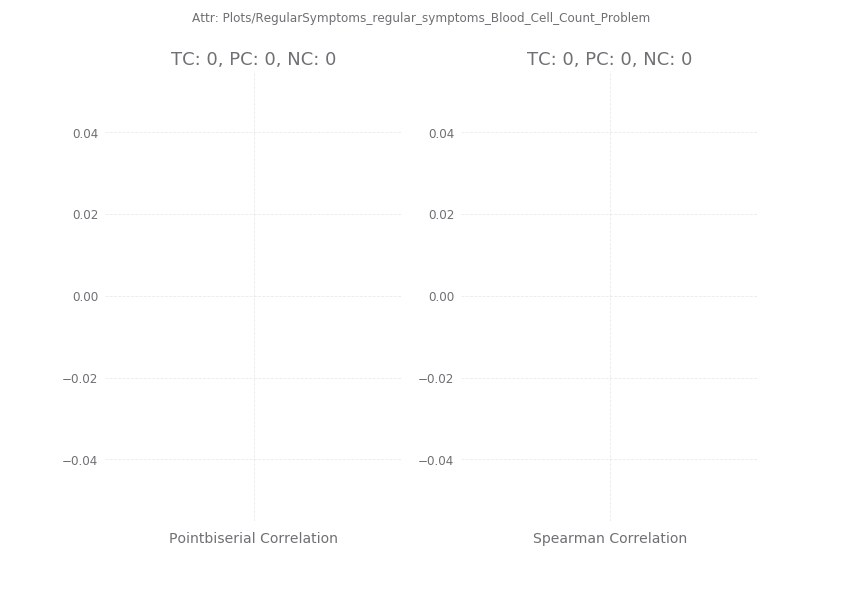 Attr: Plots/RegularSymptoms_regular_symptoms_Blood_Cell_Count_Problem
TC: 0, PC: 0, NC: 0
0.04
0.02
0.00
−0.02
−0.04
Pointbiserial Correlation
TC: 0, PC: 0, NC: 0
0.04
0.02
0.00
−0.02
−0.04
Spearman Correlation